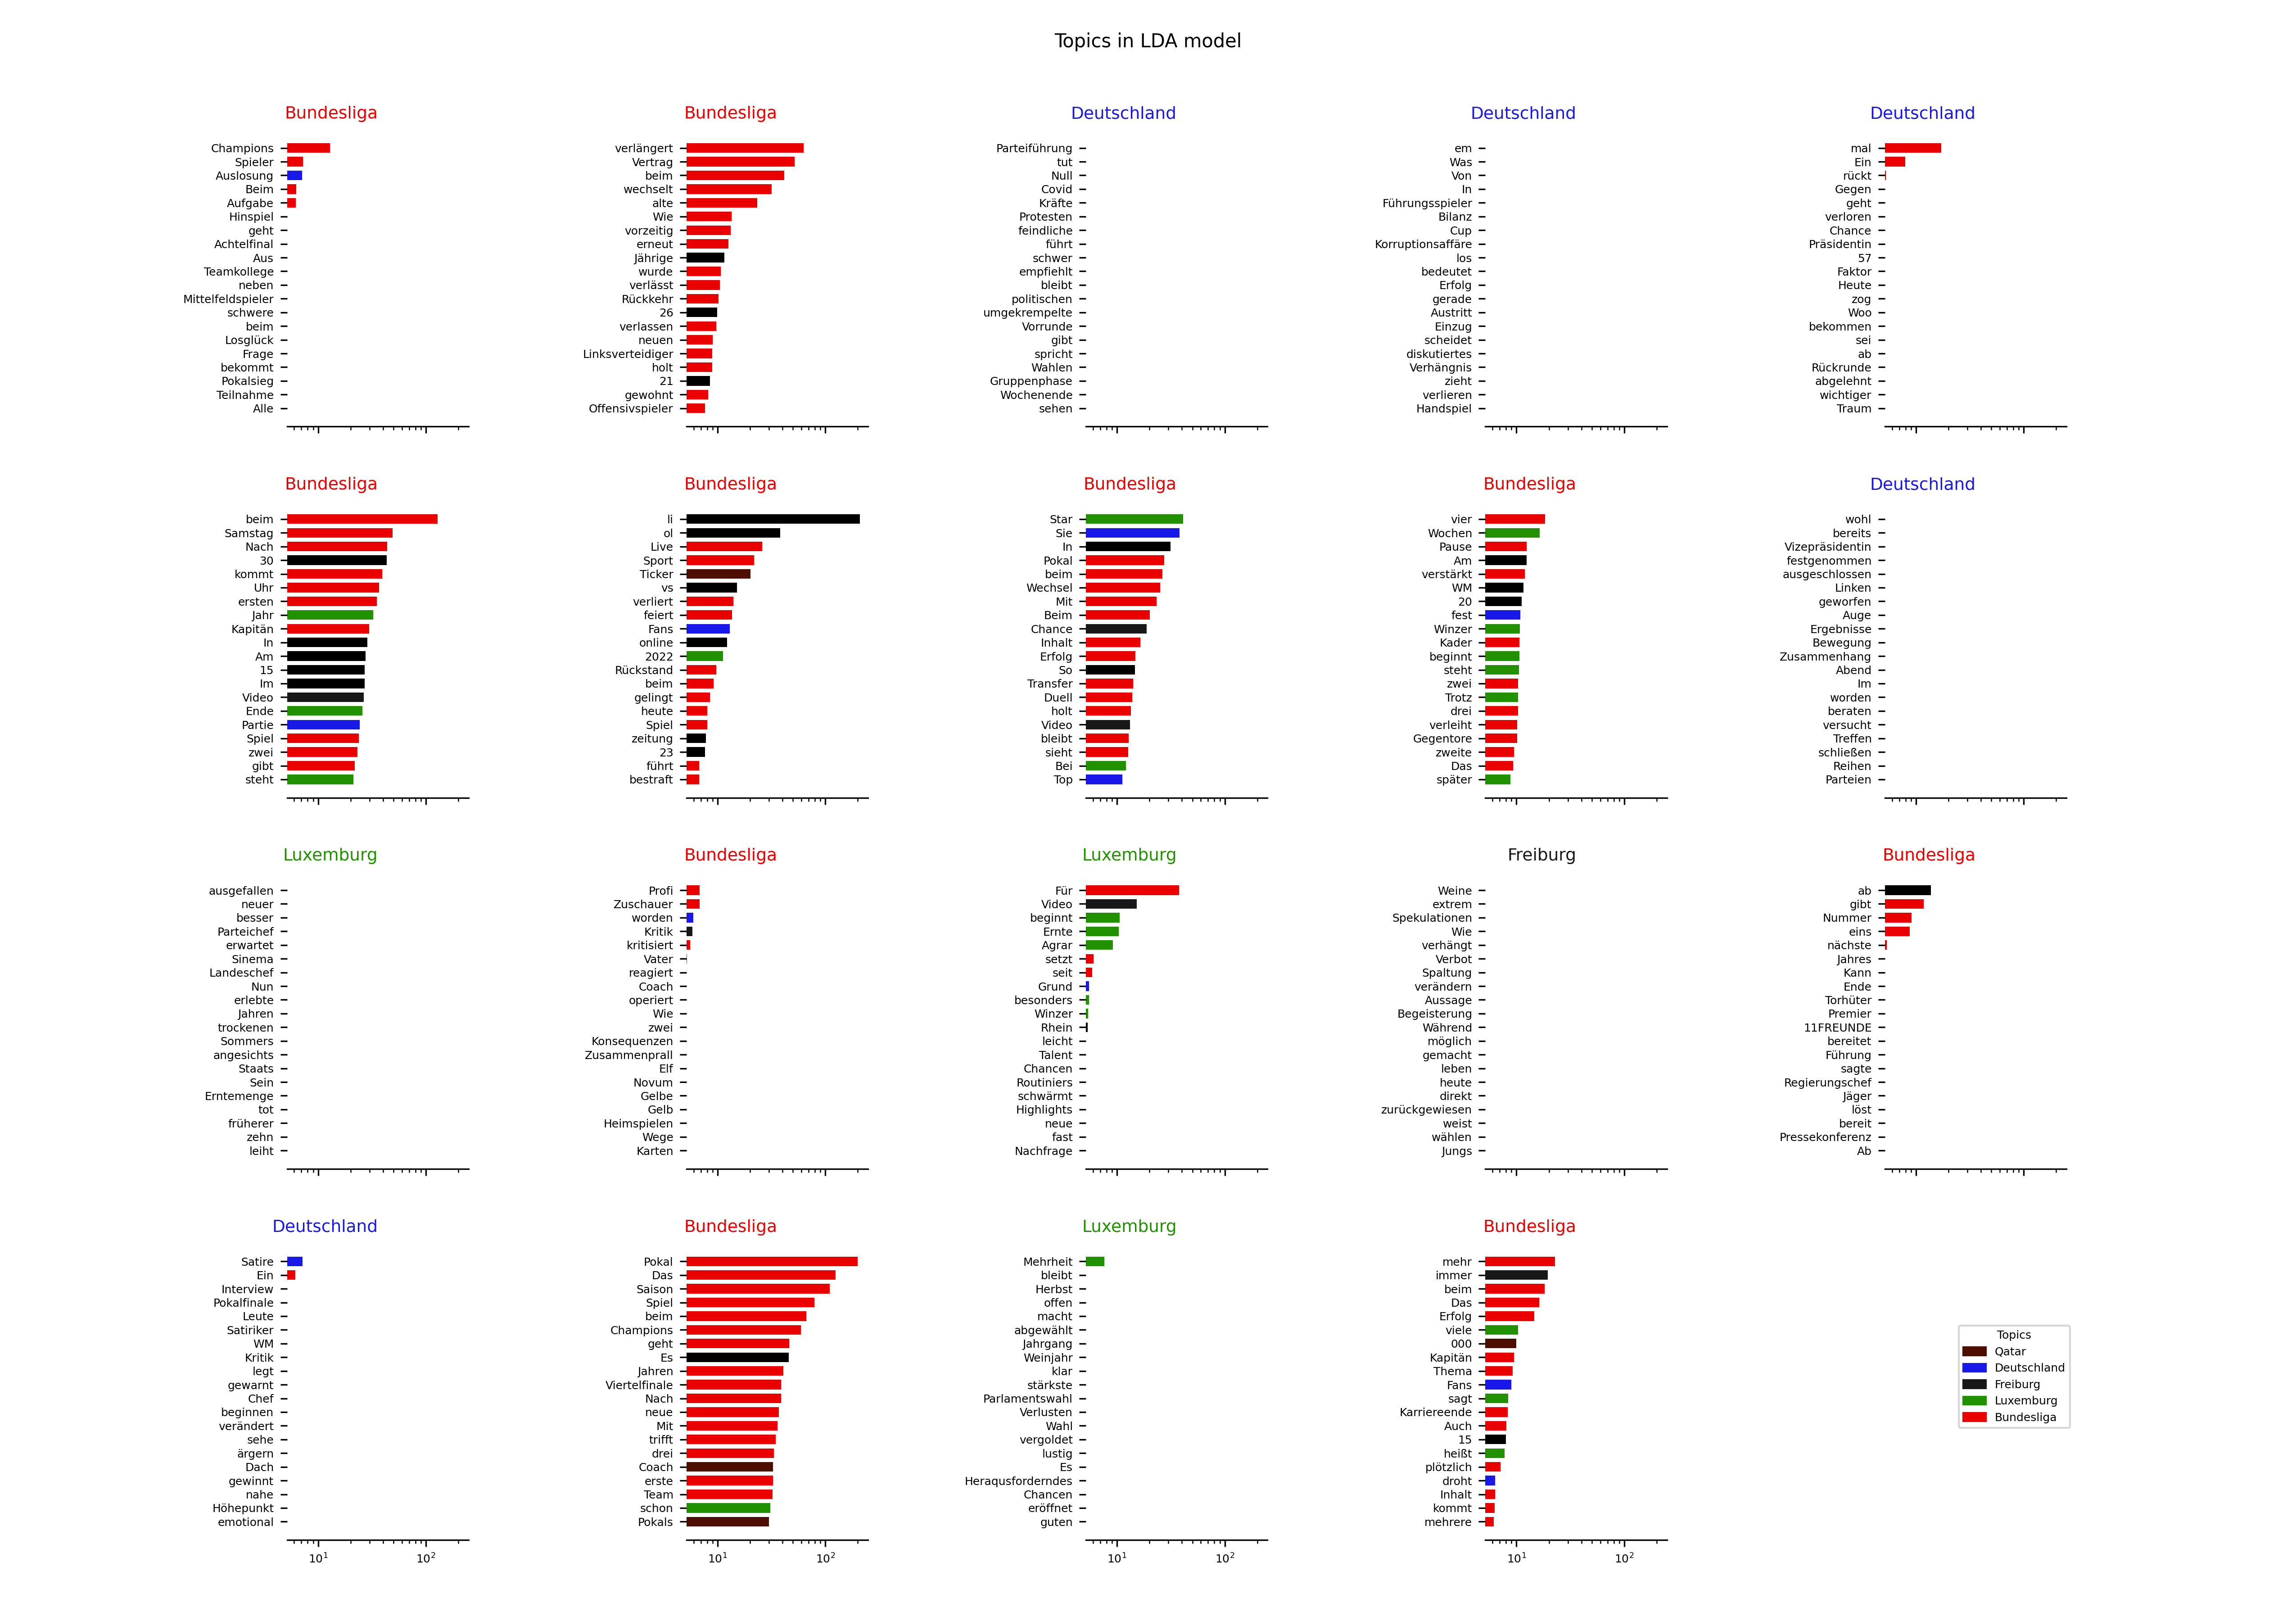 Topics in LDA model
Bundesliga
Champions
Spieler
Auslosung
Beim
Aufgabe
Hinspiel
geht
Achtelfinal
Aus
Teamkollege
neben
Mittelfeldspieler
schwere
beim
Losglück
Frage
bekommt
Pokalsieg
Teilnahme
Alle
Bundesliga
verlängert
Vertrag
beim
wechselt
alte
Wie
vorzeitig
erneut
Jährige
wurde
verlässt
Rückkehr
26
verlassen
neuen
Linksverteidiger
holt
21
gewohnt
Offensivspieler
Deutschland
Parteiführung
tut
Null
Covid
Kräfte
Protesten
feindliche
führt
schwer
empfiehlt
bleibt
politischen
umgekrempelte
Vorrunde
gibt
spricht
Wahlen
Gruppenphase
Wochenende
sehen
Deutschland
em
Was
Von
In
Führungsspieler
Bilanz
Cup
Korruptionsaffäre
los
bedeutet
Erfolg
gerade
Austritt
Einzug
scheidet
diskutiertes
Verhängnis
zieht
verlieren
Handspiel
Deutschland
mal
Ein
rückt
Gegen
geht
verloren
Chance
Präsidentin
57
Faktor
Heute
zog
Woo
bekommen
sei
ab
Rückrunde
abgelehnt
wichtiger
Traum
Bundesliga
beim
Samstag
Nach
30
kommt
Uhr
ersten
Jahr
Kapitän
In
Am
15
Im
Video
Ende
Partie
Spiel
zwei
gibt
steht
Bundesliga
li
ol
Live
Sport
Ticker
vs
verliert
feiert
Fans
online
2022
Rückstand
beim
gelingt
heute
Spiel
zeitung
23
führt
bestraft
Bundesliga
Star
Sie
In
Pokal
beim
Wechsel
Mit
Beim
Chance
Inhalt
Erfolg
So
Transfer
Duell
holt
Video
bleibt
sieht
Bei
Top
Bundesliga
vier
Wochen
Pause
Am
verstärkt
WM
20
fest
Winzer
Kader
beginnt
steht
zwei
Trotz
drei
verleiht
Gegentore
zweite
Das
später
Deutschland
wohl
bereits
Vizepräsidentin
festgenommen
ausgeschlossen
Linken
geworfen
Auge
Ergebnisse
Bewegung
Zusammenhang
Abend
Im
worden
beraten
versucht
Treffen
schließen
Reihen
Parteien
Luxemburg
ausgefallen
neuer
besser
Parteichef
erwartet
Sinema
Landeschef
Nun
erlebte
Jahren
trockenen
Sommers
angesichts
Staats
Sein
Erntemenge
tot
früherer
zehn
leiht
Bundesliga
Profi
Zuschauer
worden
Kritik
kritisiert
Vater
reagiert
Coach
operiert
Wie
zwei
Konsequenzen
Zusammenprall
Elf
Novum
Gelbe
Gelb
Heimspielen
Wege
Karten
Luxemburg
Für
Video
beginnt
Ernte
Agrar
setzt
seit
Grund
besonders
Winzer
Rhein
leicht
Talent
Chancen
Routiniers
schwärmt
Highlights
neue
fast
Nachfrage
Freiburg
Weine
extrem
Spekulationen
Wie
verhängt
Verbot
Spaltung
verändern
Aussage
Begeisterung
Während
möglich
gemacht
leben
heute
direkt
zurückgewiesen
weist
wählen
Jungs
Bundesliga
ab
gibt
Nummer
eins
nächste
Jahres
Kann
Ende
Torhüter
Premier
11FREUNDE
bereitet
Führung
sagte
Regierungschef
Jäger
löst
bereit
Pressekonferenz
Ab
Deutschland
Satire
Ein
Interview
Pokalfinale
Leute
Satiriker
WM
Kritik
legt
gewarnt
Chef
beginnen
verändert
sehe
ärgern
Dach
gewinnt
nahe
Höhepunkt
emotional
10¹ 10²
Bundesliga
Pokal
Das
Saison
Spiel
beim
Champions
geht
Es
Jahren
Viertelfinale
Nach
neue
Mit
trifft
drei
Coach
erste
Team
schon
Pokals
10¹ 10²
Luxemburg
Mehrheit
bleibt
Herbst
offen
macht
abgewählt
Jahrgang
Weinjahr
klar
stärkste
Parlamentswahl
Verlusten
Wahl
vergoldet
lustig
Es
Heraqusforderndes
Chancen
eröffnet
guten
10¹ 10²
Bundesliga
mehr
immer
beim
Das
Erfolg
viele
000
Kapitän
Thema
Fans
sagt
Karriereende
Auch
15
heißt
plötzlich
droht
Inhalt
kommt
mehrere
10¹ 10²
Topics
Qatar
Deutschland
Freiburg
Luxemburg
Bundesliga